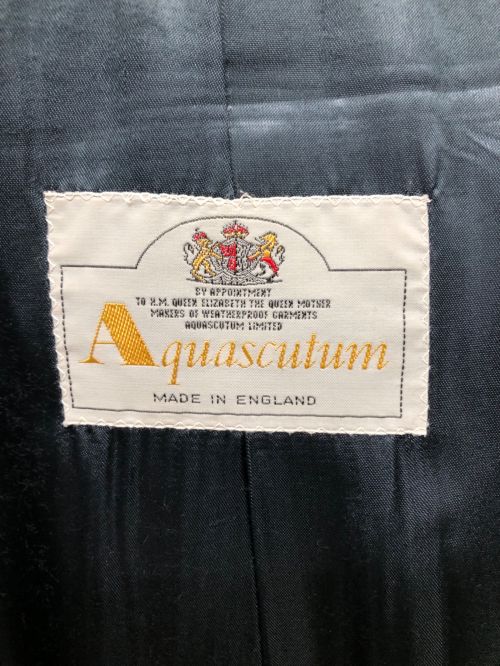 BY APPOINTMENT
TO H.M. QUEEN ELIZABETH THE QUEEN MOTHER
MAKERS OF WEATHERPROOF GARMENTS
AQUASCUTUM LIMITED
Aquascutum
MADE IN ENGLAND